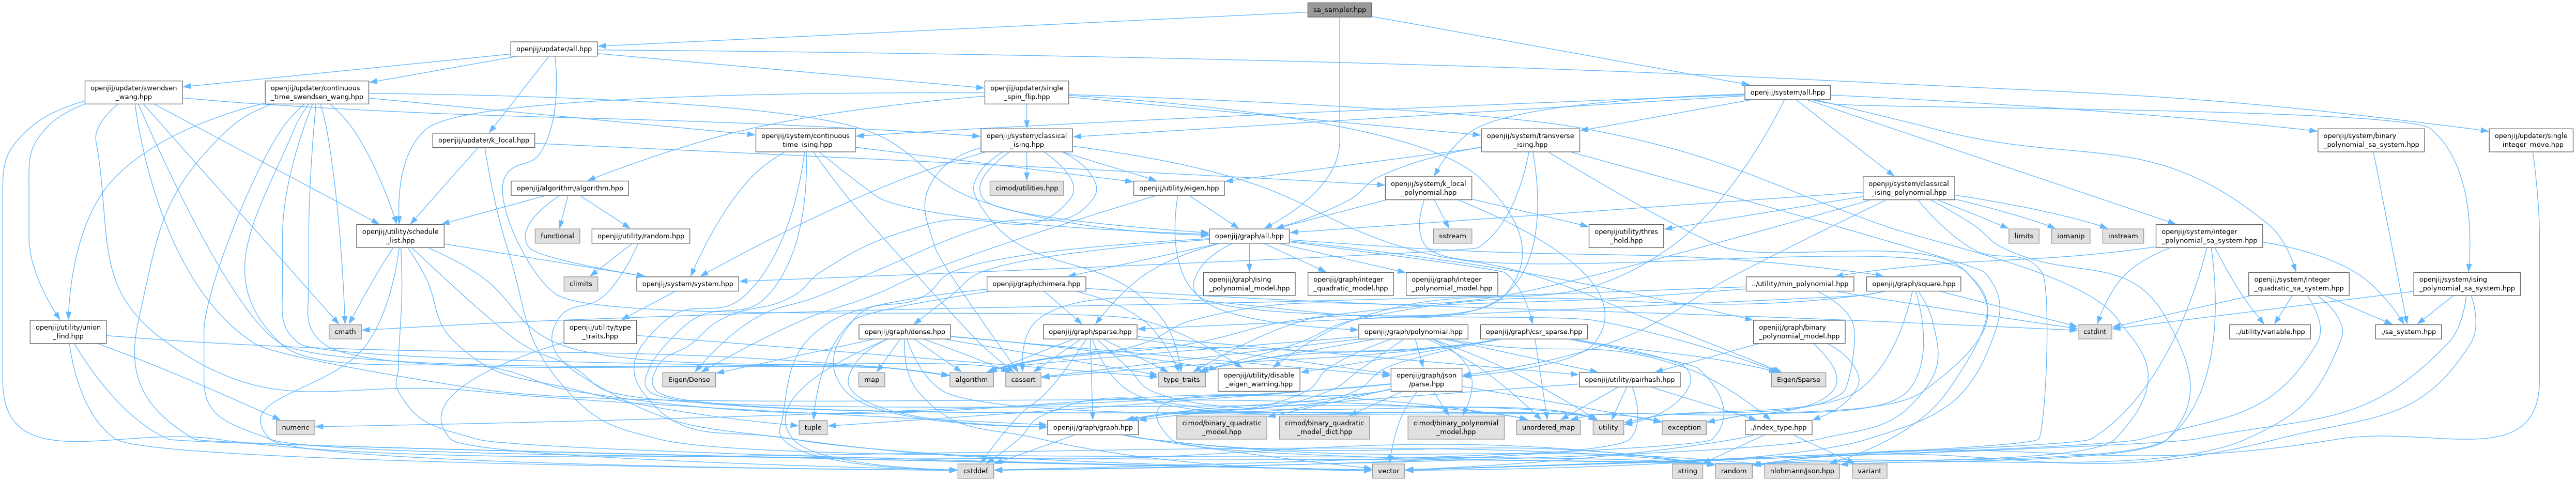 sa_sampler.hpp
openjij/updater/all.hpp
openjij/updater/swendsen
_wang.hpp
openjij/updater/continuous
_time_swendsen_wang.hpp
openjij/updater/single
_spin_flip.hpp
openjij/system/all.hpp
openjij/updater/k_local.hpp
openjij/system/continuous
_time_ising.hpp
openjij/system/classical
_ising.hpp
openjij/system/transverse
_ising.hpp
openjij/system/binary
_polynomial_sa_system.hpp
openjij/updater/single
_integer_move.hpp
openjij/algorithm/algorithm.hpp
cimod/utilities.hpp
openjij/utility/eigen.hpp
openjij/system/k_local
_polynomial.hpp
openjij/system/classical
_ising_polynomial.hpp
openjij/utility/schedule
_list.hpp
functional
openjij/utility/random.hpp
openjij/graph/all.hpp
sstream
openjij/utility/thres
_hold.hpp
limits
iomanip
iostream
openjij/system/integer
_polynomial_sa_system.hpp
climits
openjij/system/system.hpp
openjij/graph/chimera.hpp
openjij/graph/ising
_polynomial_model.hpp
openjij/graph/integer
_quadratic_model.hpp
openjij/graph/integer
_polynomial_model.hpp
../utility/min_polynomial.hpp
openjij/graph/square.hpp
openjij/system/integer
_quadratic_sa_system.hpp
openjij/system/ising
_polynomial_sa_system.hpp
openjij/utility/union
_find.hpp
cmath
openjij/utility/type
_traits.hpp
openjij/graph/dense.hpp
openjij/graph/sparse.hpp
openjij/graph/polynomial.hpp
openjij/graph/csr_sparse.hpp
openjij/graph/binary
_polynomial_model.hpp
cstdint
../utility/variable.hpp
./sa_system.hpp
Eigen/Dense
map
algorithm
cassert
type_traits
openjij/utility/disable
_eigen_warning.hpp
openjij/graph/json
/parse.hpp
openjij/utility/pairhash.hpp
Eigen/Sparse
numeric
tuple
openjij/graph/graph.hpp
cimod/binary_quadratic
_model.hpp
cimod/binary_quadratic
_model_dict.hpp
cimod/binary_polynomial
_model.hpp
unordered_map
utility
exception
./index_type.hpp
cstddef
vector
string
random
nlohmann/json.hpp
variant